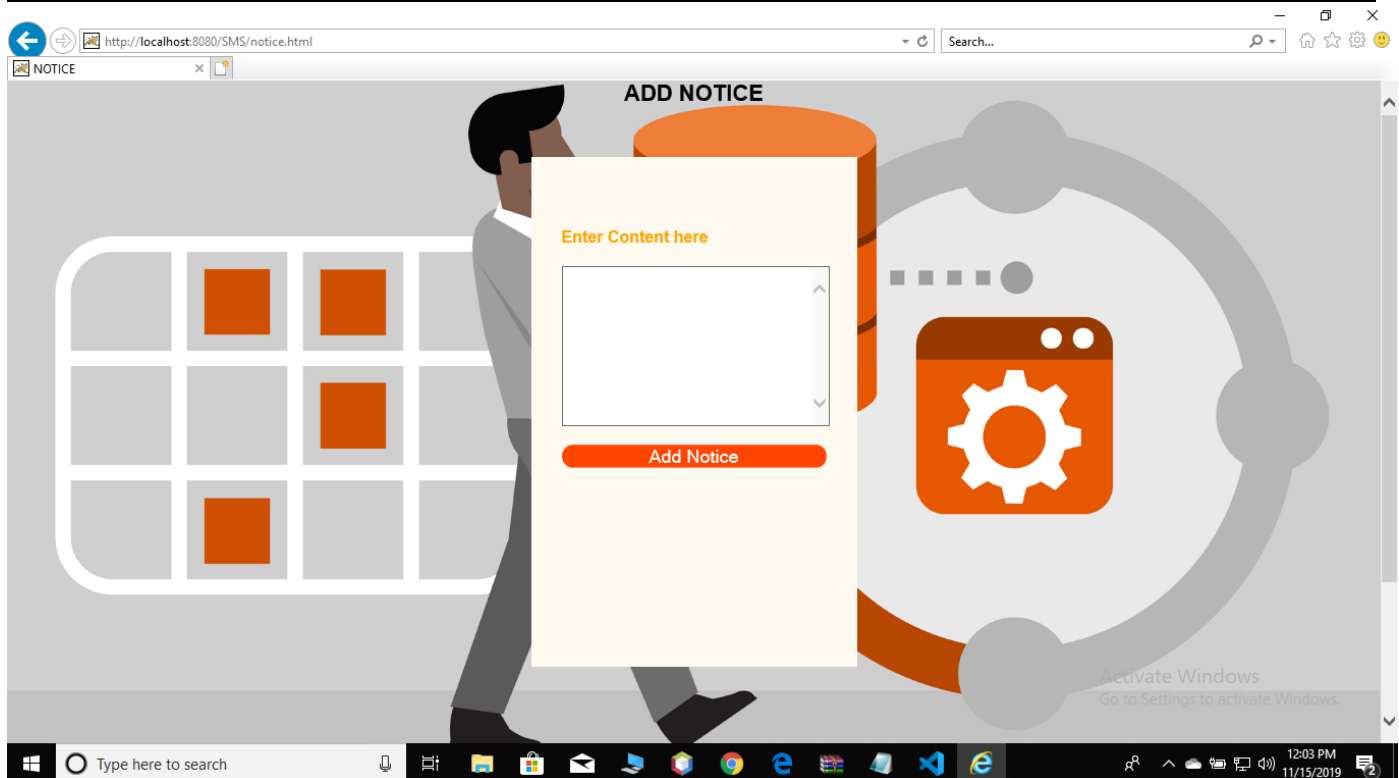 http://localhost:8080/SMS/notice.html
Search...
NOTICE
ADD NOTICE
Enter Content here
Add Notice
Activate Windows
Go to Settings to activate Windows.
Type here to search
12:03 PM
11/15/2019
2